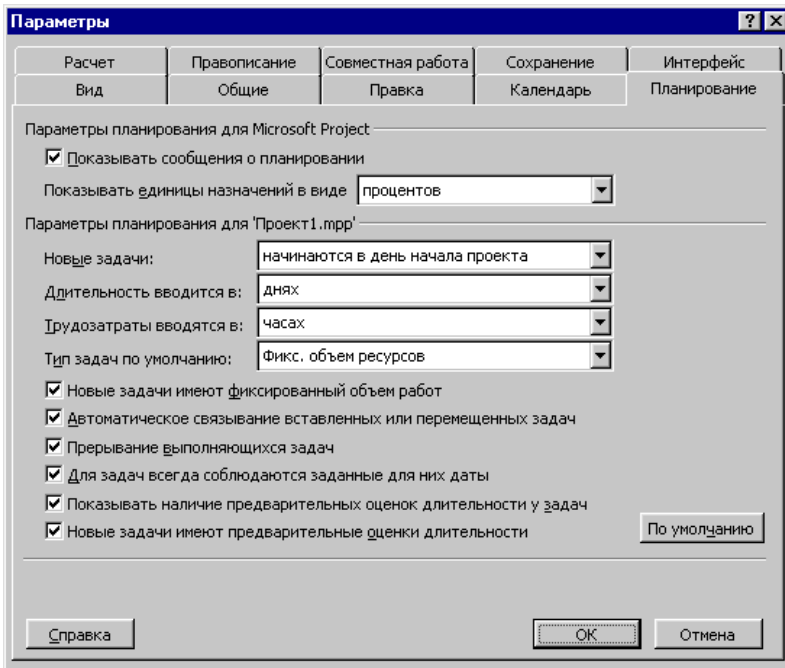 Параметры
Расчет Правописание Совместная работа Сохранение Интерфейс
Вид Общие Правка Календарь Планирование
Параметры планирования для Microsoft Project
Показывать сообщения о планировании
Показывать единицы назначений в виде процентов
Параметры планирования для 'Проект1.mpp'
Новые задачи: начинаются в день начала проекта
Длительность вводится в: днях
Трудозатраты вводятся в: часах
Тип задач по умолчанию: Фикс. объем ресурсов
Новые задачи имеют фиксированный объем работ
Автоматическое связывание вставленных или перемещенных задач
Прерывание выполняющихся задач
Для задач всегда соблюдаются заданные для них даты
Показывать наличие предварительных оценок длительности у задач
Новые задачи имеют предварительные оценки длительности
По умолчанию
Справка ОК Отмена